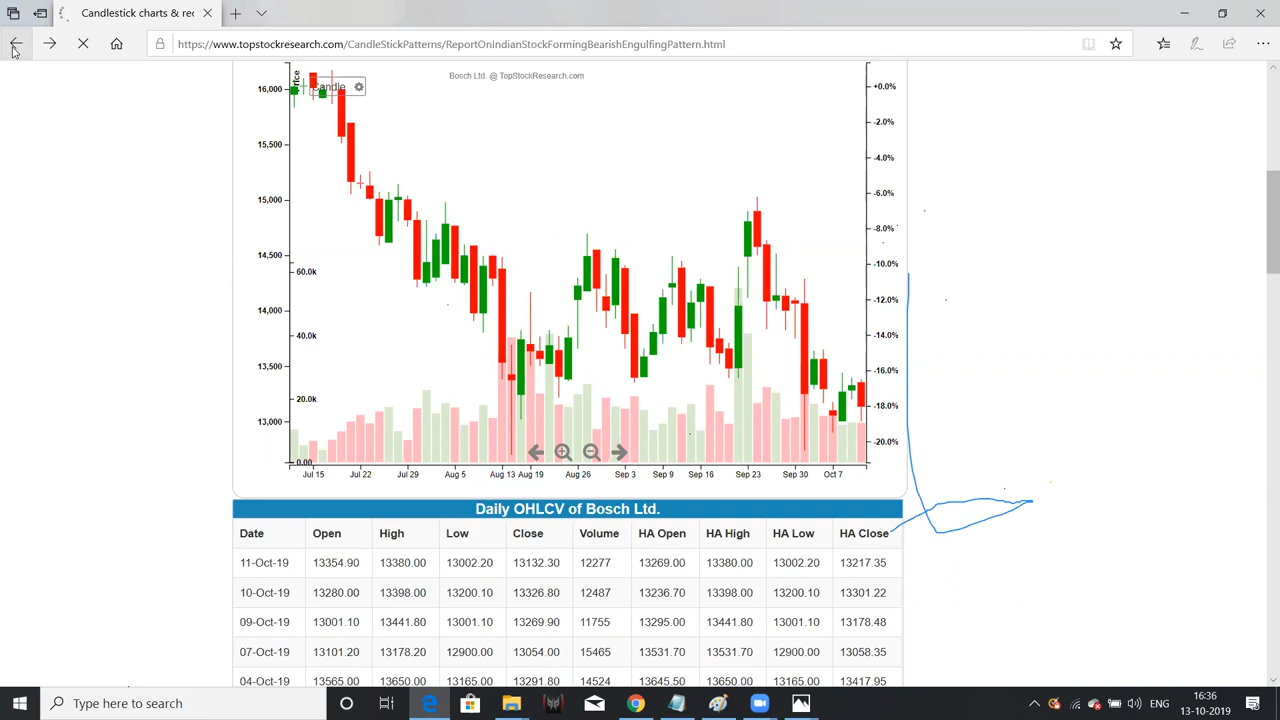 Candlestick charts & rec
https://www.topstockresearch.com/CandleStickPatterns/ReportOnIndianStockFormingBearishEngulfingPattern.html
Bosch Ltd. @ TopStockResearch.com
Price
Candle
16,000
15,500
15,000
14,500
14,000
13,500
13,000
60.0k
40.0k
20.0k
0.00
+0.0%
-2.0%
-4.0%
-6.0%
-8.0%
-10.0%
-12.0%
-14.0%
-16.0%
-18.0%
-20.0%
Jul 15 Jul 22 Jul 29 Aug 5 Aug 13 Aug 19 Aug 26 Sep 3 Sep 9 Sep 16 Sep 23 Sep 30 Oct 7
Daily OHLCV of Bosch Ltd.
Date Open High Low Close Volume HA Open HA High HA Low HA Close
11-Oct-19 13354.90 13380.00 13002.20 13132.30 12277 13269.00 13380.00 13002.20 13217.35
10-Oct-19 13280.00 13398.00 13200.10 13326.80 12487 13236.70 13398.00 13200.10 13301.22
09-Oct-19 13001.10 13441.80 13001.10 13269.90 11755 13295.00 13441.80 13001.10 13178.48
07-Oct-19 13101.20 13178.20 12900.00 13054.00 15465 13531.70 13531.70 12900.00 13058.35
04-Oct-19 13565.00 13650.00 13165.00 13291.80 14524 13645.50 13650.00 13165.00 13417.95
Type here to search
ENG
16:36
13-10-2019